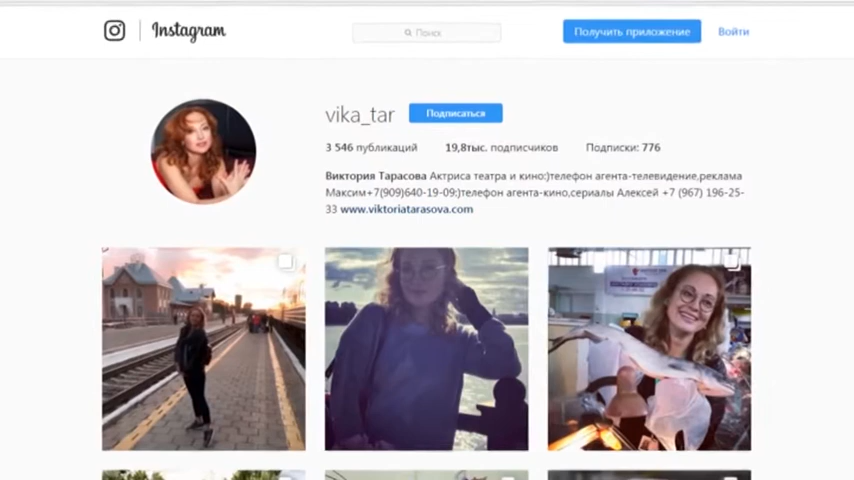 Instagram
Поиск
Получить приложение
Войти
vika_tar
Подписаться
3 546 публикаций 19,8тыс. подписчиков Подписки: 776
Виктория Тарасова Актриса театра и кино:)телефон агента-телевидение,реклама
Максим+7(909)640-19-09:)телефон агента-кино,сериалы Алексей +7 (967) 196-25-
33 www.viktoriatarasova.com